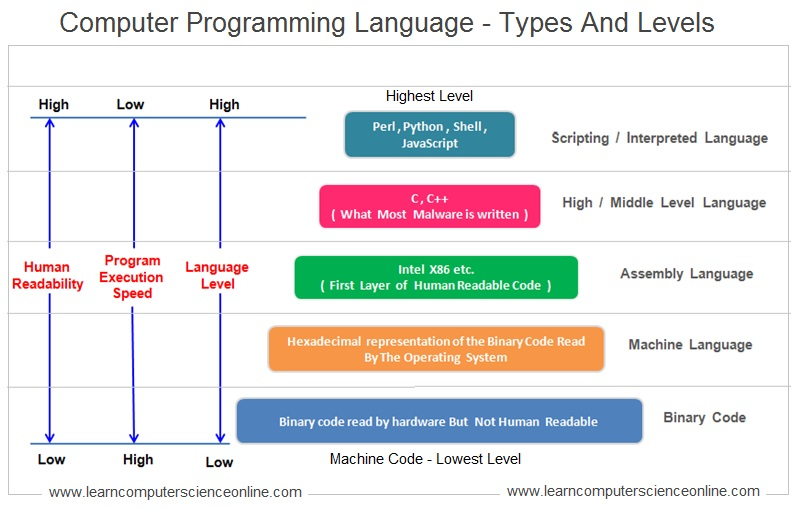 Computer Programming Language - Types And Levels
High Low High
Highest Level
Perl , Python , Shell ,
JavaScript
Scripting / Interpreted Language
C , C++
( What Most Malware is written )
High / Middle Level Language
Human
Readability
Program
Execution
Speed
Language
Level
Intel X86 etc.
( First Layer of Human Readable Code )
Assembly Language
Hexadecimal representation of the Binary Code Read
By The Operating System
Machine Language
Binary code read by hardware But Not Human Readable
Binary Code
Low High Low
Machine Code - Lowest Level
www.learncomputerscienceonline.com
www.learncomputerscienceonline.com